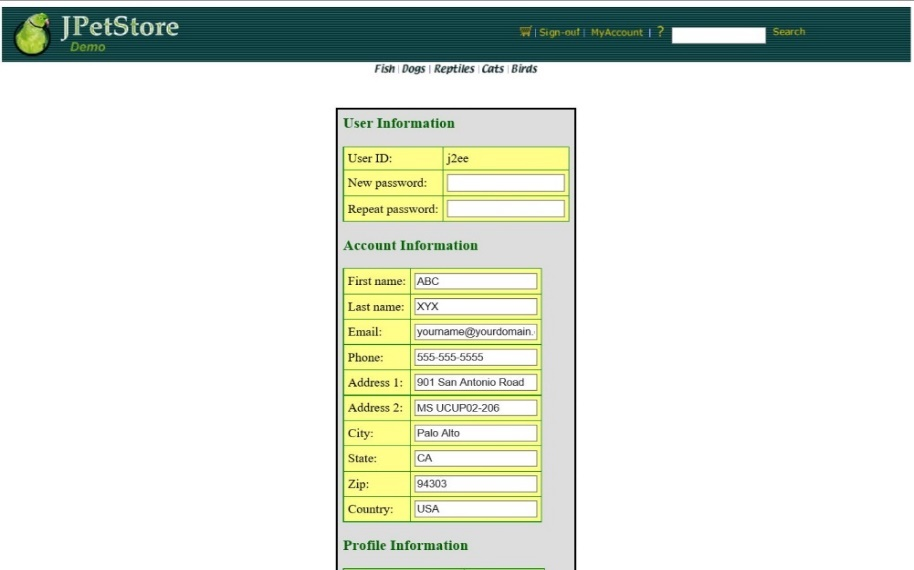 JPetStore
Demo
| Sign-out | MyAccount | ? Search
Fish | Dogs | Reptiles | Cats | Birds
User Information
User ID: j2ee
New password:
Repeat password:
Account Information
First name: ABC
Last name: XYX
Email: yourname@yourdomain.
Phone: 555-555-5555
Address 1: 901 San Antonio Road
Address 2: MS UCUP02-206
City: Palo Alto
State: CA
Zip: 94303
Country: USA
Profile Information